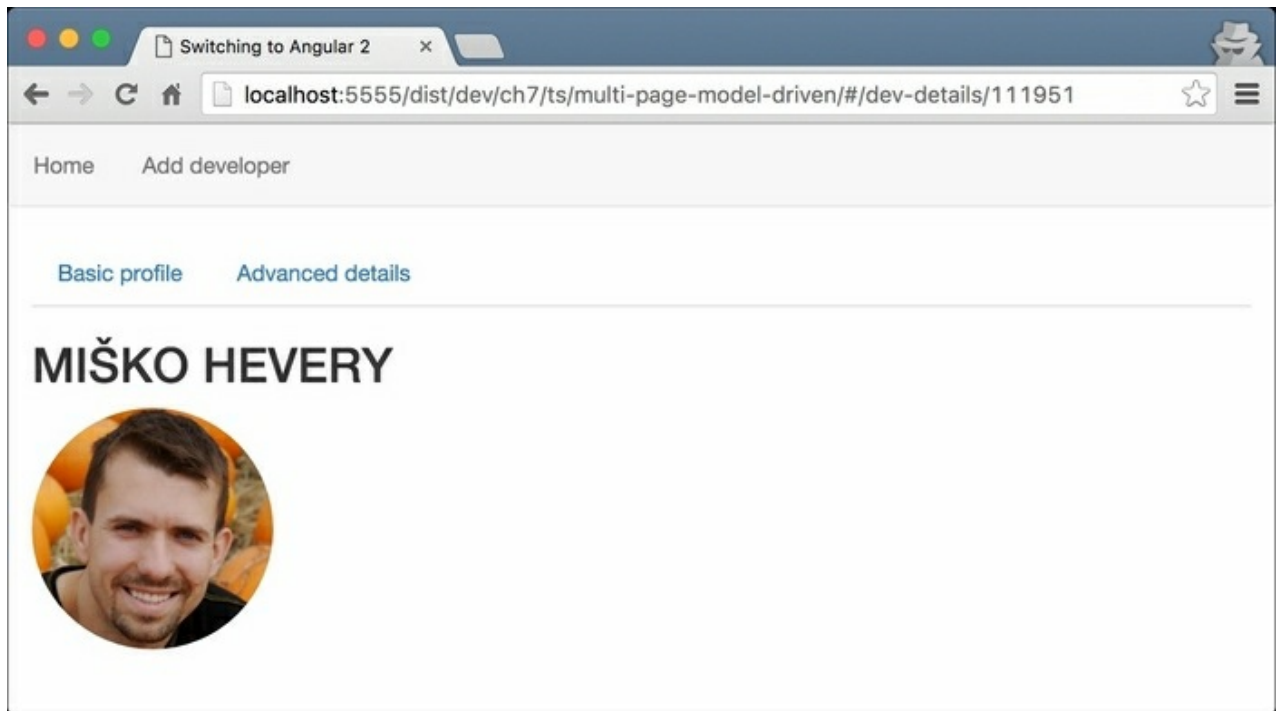 Switching to Angular 2
localhost:5555/dist/dev/ch7/ts/multi-page-model-driven/#/dev-details/111951
Home Add developer
Basic profile Advanced details
MIŠKO HEVERY